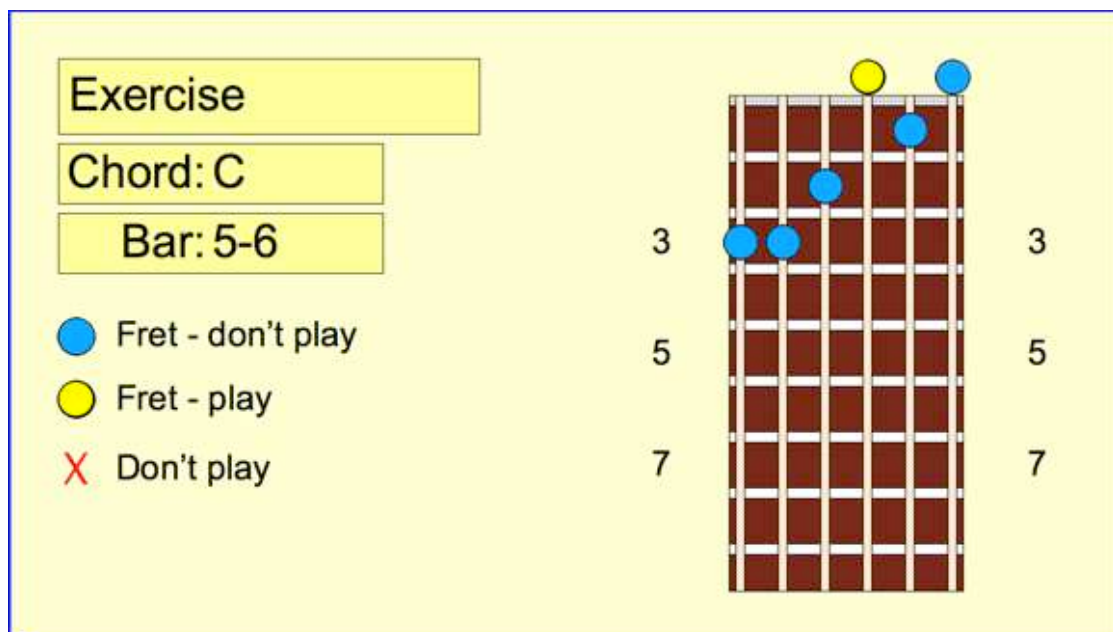 Exercise
Chord: C
Bar: 5-6
Fret - don't play
Fret - play
X Don't play
3 3
5 5
7 7